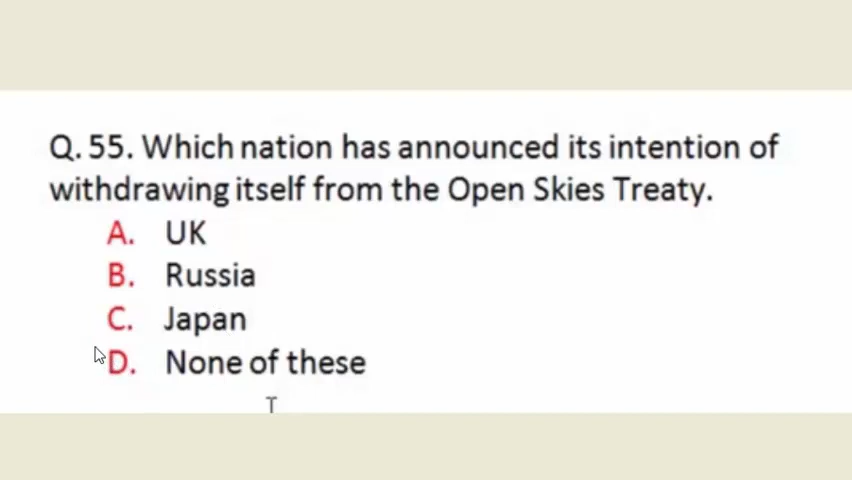 Q. 55. Which nation has announced its intention of
withdrawing itself from the Open Skies Treaty.
A. UK
B. Russia
C. Japan
D. None of these